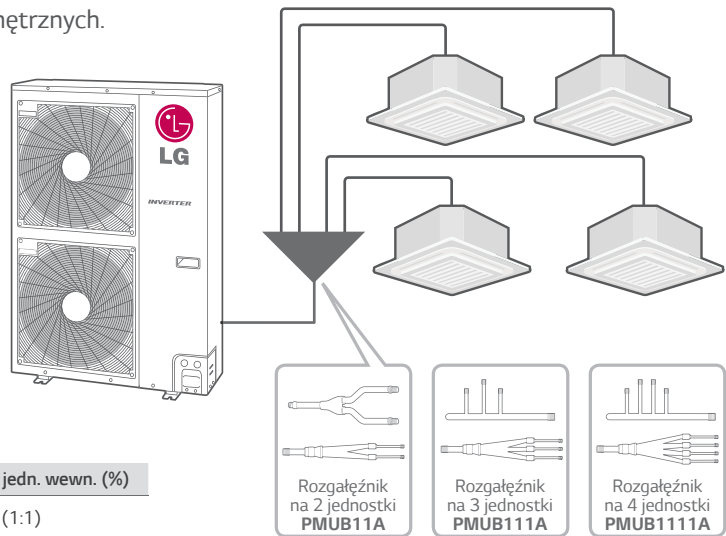 ętrznych.
LG
INVERTER
Rozgałęźnik
na 2 jednostki
PMUB11A
Rozgałęźnik
na 3 jednostki
PMUB111A
Rozgałęźnik
na 4 jednostki
PMUB1111A
jedn. wewn. (%)
(1:1)